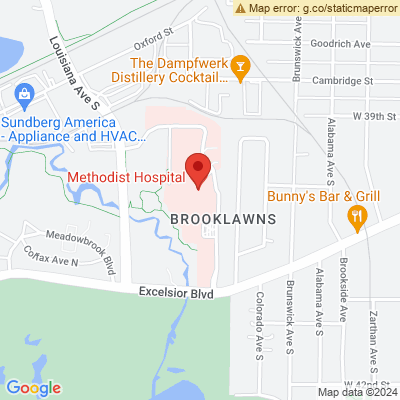 Map error: g.co/staticmaperror
Oxford St
Louisiana Ave S
The Dampfwerk
Distillery Cocktail...
Brunswick Ave S
Goodrich Ave
Cambridge St
Sundberg America
- Appliance and HVAC...
W 39th St
Alabama Ave S
Methodist Hospital
Bunny's Bar & Grill
BROOKLAWNS
Meadowbrook Blvd
Colfax Ave N
Excelsior Blvd
Colorado Ave S
Brunswick Ave S
Alabama Ave S
Brookside Ave
Zarthan Ave S
W 42nd St
Google
Map data ©2024